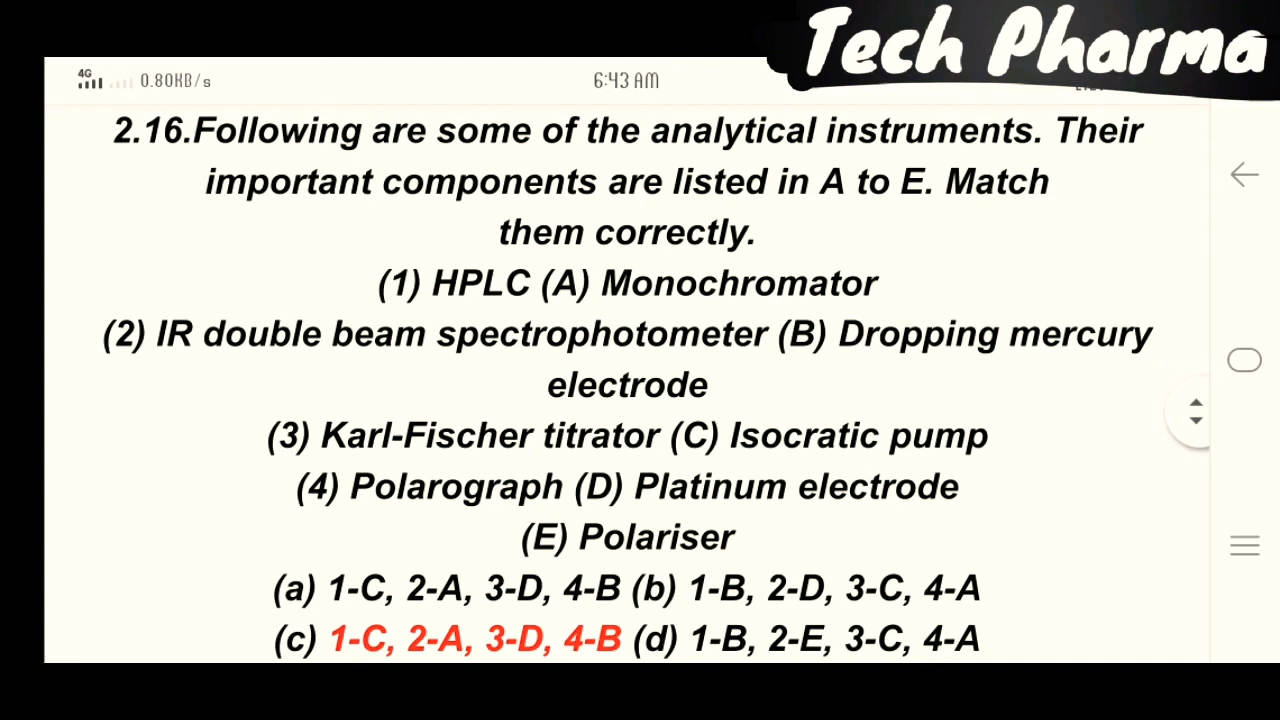 Tech Pharma
4G 0.80KB/s
6:43 AM
2.16.Following are some of the analytical instruments. Their
important components are listed in A to E. Match
them correctly.
(1) HPLC (A) Monochromator
(2) IR double beam spectrophotometer (B) Dropping mercury
electrode
(3) Karl-Fischer titrator (C) Isocratic pump
(4) Polarograph (D) Platinum electrode
(E) Polariser
(a) 1-C, 2-A, 3-D, 4-B (b) 1-B, 2-D, 3-C, 4-A
(c) 1-C, 2-A, 3-D, 4-B (d) 1-B, 2-E, 3-C, 4-A